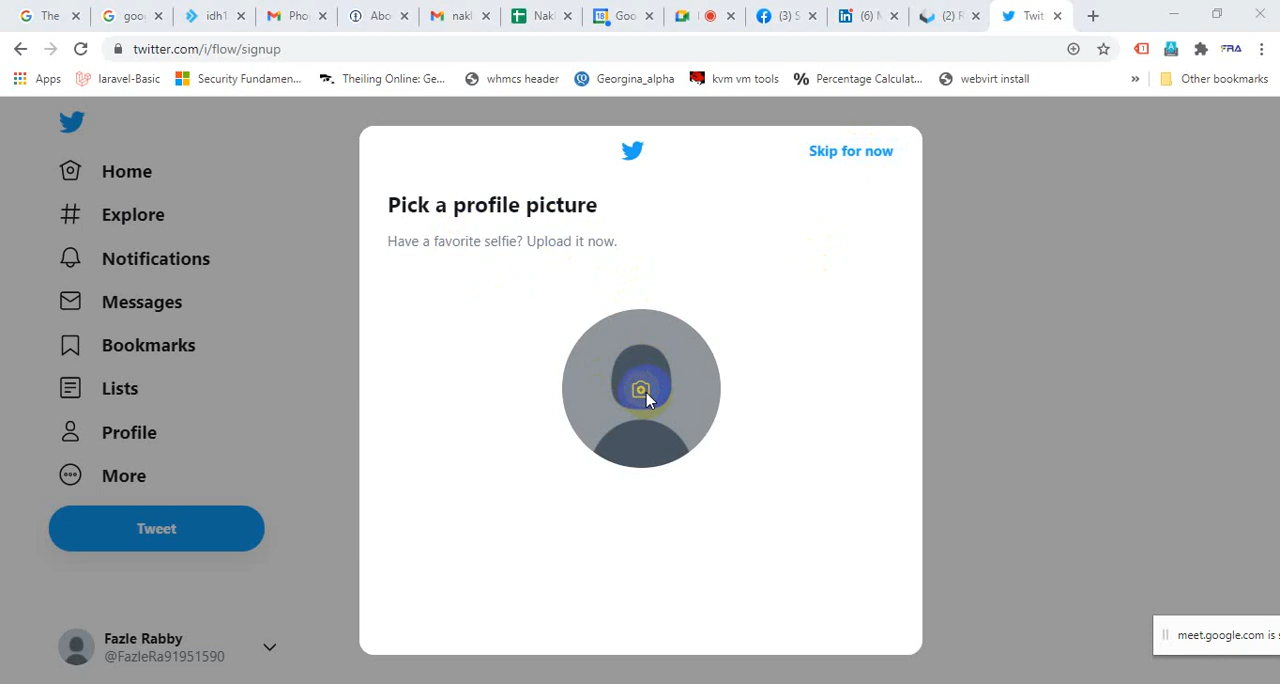 The
goo
idh1
Pho
Abo
nakl
Naki
Goo
(3) S
(6) M
(2) R
Twit
twitter.com/i/flow/signup
Apps
laravel-Basic
Security Fundamen...
Theiling Online: Ge...
whmcs header
Georgina_alpha
kvm vm tools
Percentage Calculat...
webvirt install
»
Other bookmarks
Skip for now
Home
Explore
Notifications
Messages
Bookmarks
Lists
Profile
More
Tweet
Pick a profile picture
Have a favorite selfie? Upload it now.
Fazle Rabby
@FazleRa91951590
meet.google.com is s